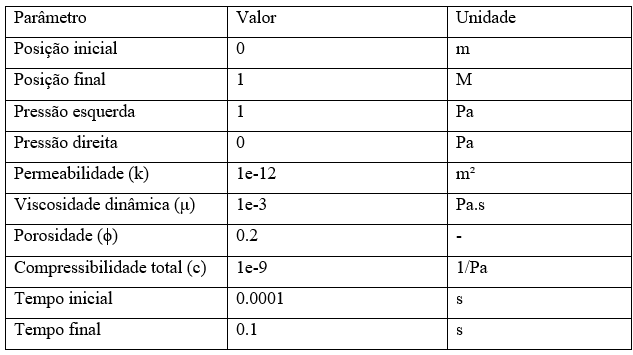 Parâmetro Valor Unidade
Posição inicial 0 m
Posição final 1 M
Pressão esquerda 1 Pa
Pressão direita 0 Pa
Permeabilidade (k) 1e-12 m²
Viscosidade dinâmica (μ) 1e-3 Pa.s
Porosidade (ϕ) 0.2 -
Compressibilidade total (c) 1e-9 1/Pa
Tempo inicial 0.0001 s
Tempo final 0.1 s